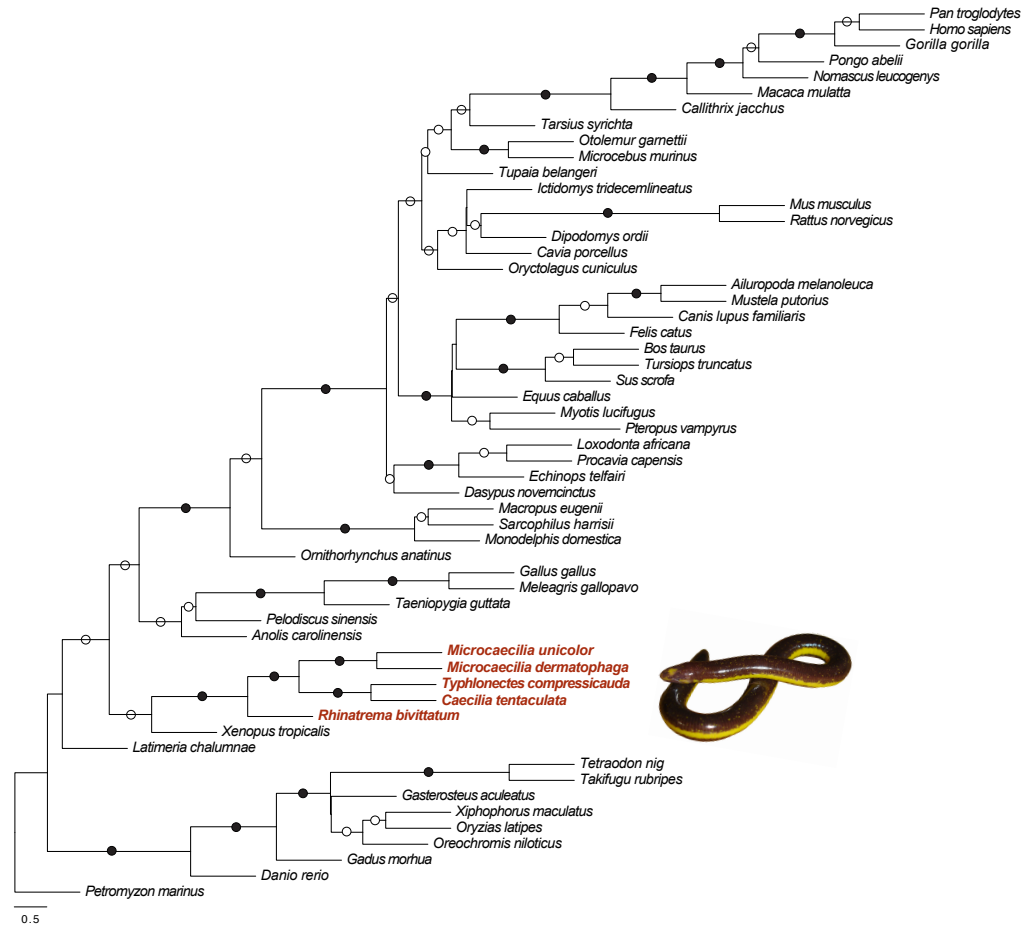 Pan troglodytes
Homo sapiens
Gorilla gorilla
Pongo abelii
Nomascus leucogenys
Macaca mulatta
Callithrix jacchus
Tarsius syrichta
Otolemur garnettii
Microcebus murinus
Tupaia belangeri
Ictidomys tridecemlineatus
Mus musculus
Rattus norvegicus
Dipodomys ordii
Cavia porcellus
Oryctolagus cuniculus
Ailuropoda melanoleuca
Mustela putorius
Canis lupus familiaris
Felis catus
Bos taurus
Tursiops truncatus
Sus scrofa
Equus caballus
Myotis lucifugus
Pteropus vampyrus
Loxodonta africana
Procavia capensis
Echinops telfairi
Dasypus novemcinctus
Macropus eugenii
Sarcophilus harrisii
Monodelphis domestica
Ornithorhynchus anatinus
Gallus gallus
Meleagris gallopavo
Taeniopygia guttata
Pelodiscus sinensis
Anolis carolinensis
Microcaecilia unicolor
Microcaecilia dermatophaga
Typhlonectes compressicauda
Caecilia tentaculata
Rhinatrema bivittatum
Xenopus tropicalis
Latimeria chalumnae
Tetraodon nig
Takifugu rubripes
Gasterosteus aculeatus
Xiphophorus maculatus
Oryzias latipes
Oreochromis niloticus
Gadus morhua
Danio rerio
Petromyzon marinus
0.5